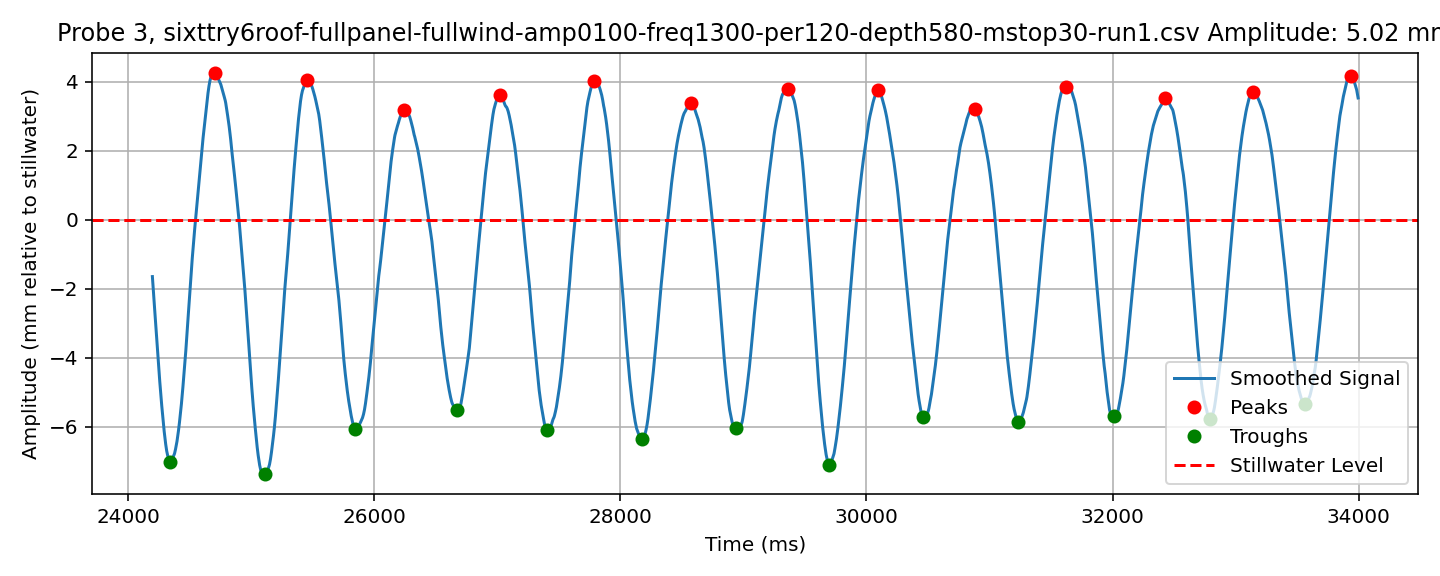 Probe 3, sixttry6roof-fullpanel-fullwind-amp0100-freq1300-per120-depth580-mstop30-run1.csv Amplitude: 5.02 mr
Amplitude (mm relative to stillwater)
4
2
0
−2
−4
−6
24000
26000
28000
30000
32000
34000
Time (ms)
Smoothed Signal
Peaks
Troughs
Stillwater Level